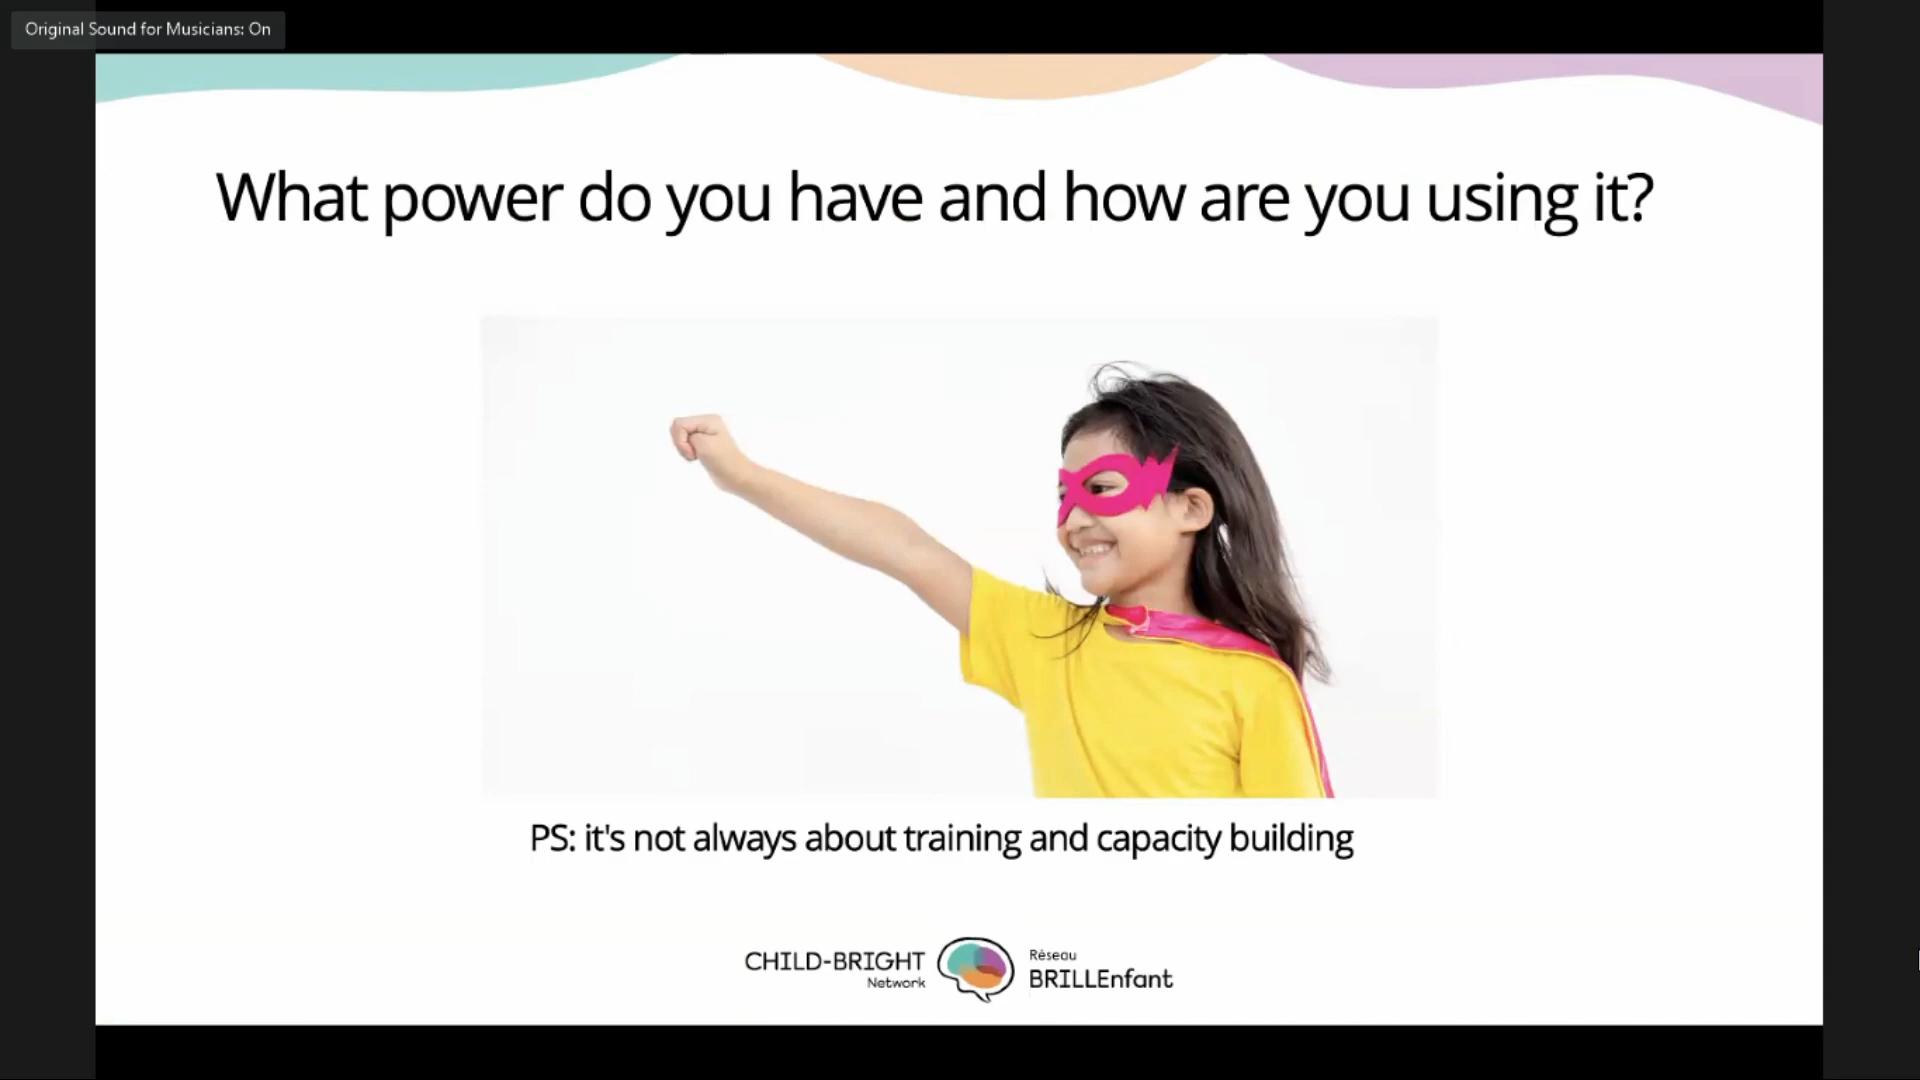 Original Sound for Musicians: On
What power do you have and how are you using it?
PS: it's not always about training and capacity building
CHILD-BRIGHT
Network
Réseau
BRILLEnfant